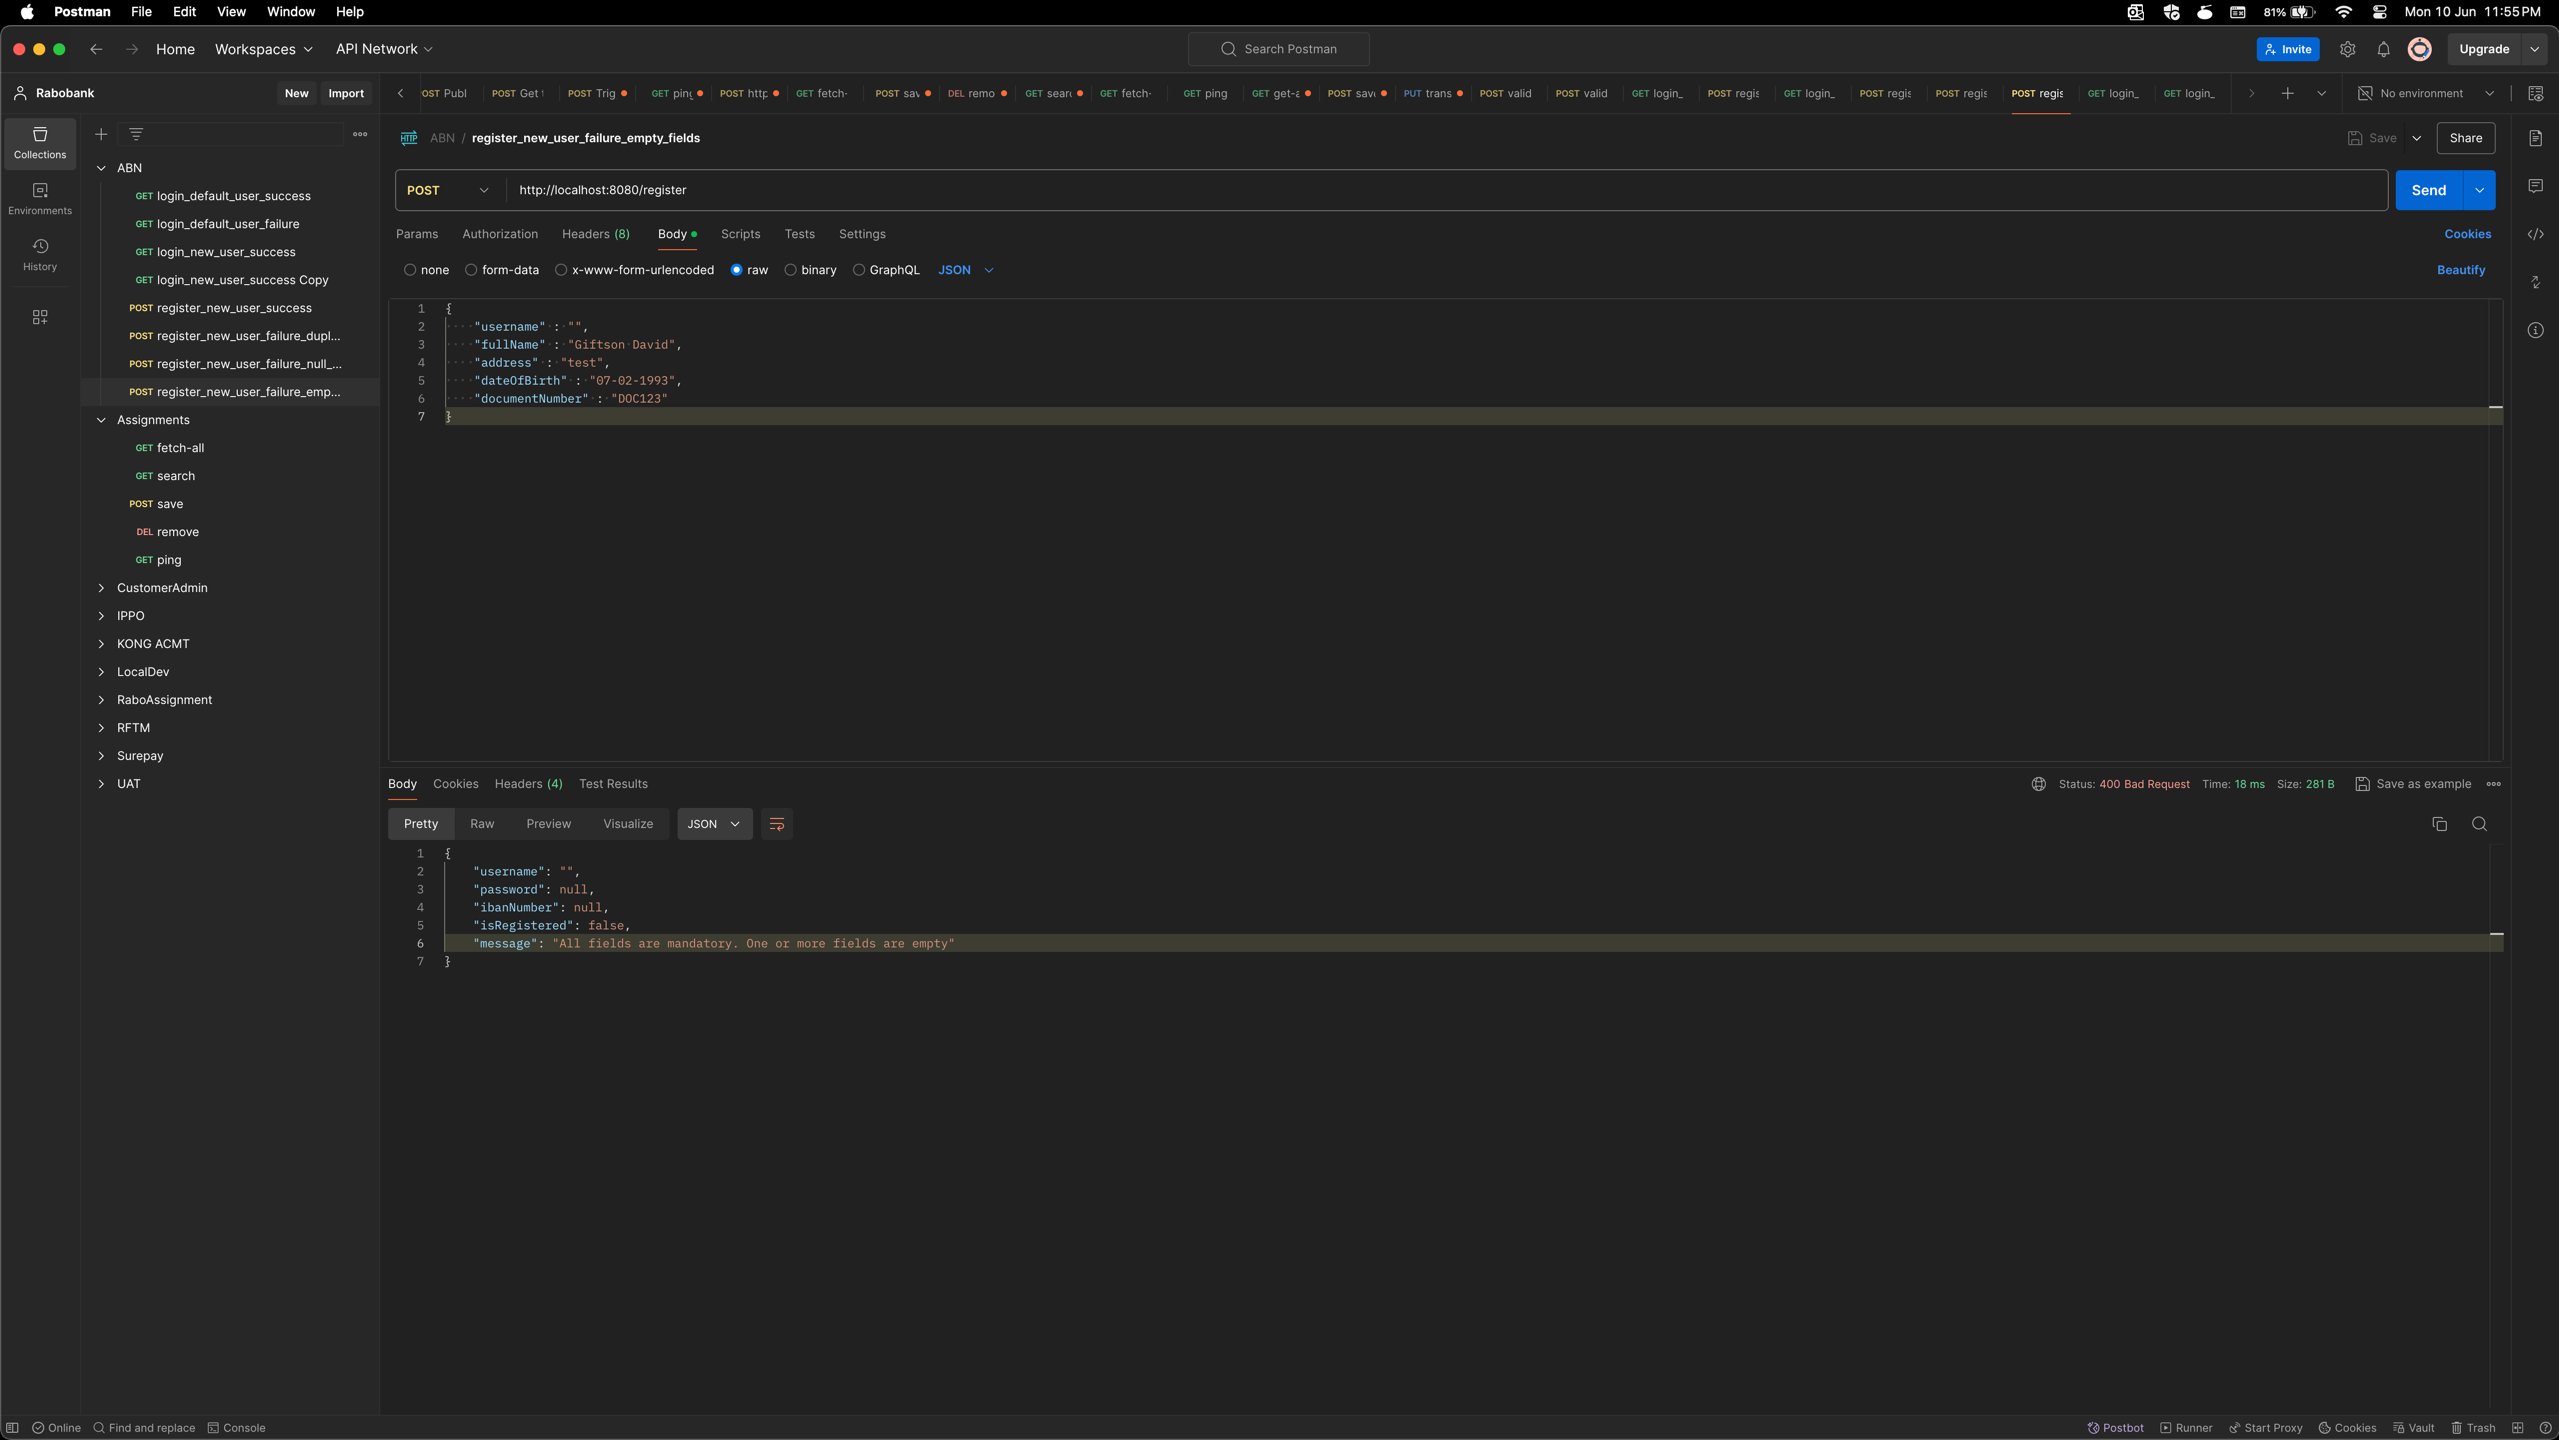 Postman File Edit View Window Help 81% Mon 10 Jun 11:55 PM
Home Workspaces API Network Search Postman Invite Upgrade
Rabobank New Import
OST Publ POST Get POST Trig GET ping POST http GET fetch- POST sav DEL remo GET searc GET fetch- GET ping GET get-a POST save PUT trans POST valid POST valid GET login_ POST regis GET login_ POST regis POST regis POST regis GET login_ GET login_ No environment
Collections
Environments
History
ABN
GET login_default_user_success
GET login_default_user_failure
GET login_new_user_success
GET login_new_user_success Copy
POST register_new_user_success
POST register_new_user_failure_dupl...
POST register_new_user_failure_null_...
POST register_new_user_failure_emp...
Assignments
GET fetch-all
GET search
POST save
DEL remove
GET ping
CustomerAdmin
IPPO
KONG ACMT
LocalDev
RaboAssignment
RFTM
Surepay
UAT
HTTP ABN / register_new_user_failure_empty_fields Save Share
POST http://localhost:8080/register Send
Params Authorization Headers (8) Body Scripts Tests Settings Cookies
none form-data x-www-form-urlencoded raw binary GraphQL JSON Beautify
1 {
2 "username" : "",
3 "fullName" : "Giftson David",
4 "address" : "test",
5 "dateOfBirth" : "07-02-1993",
6 "documentNumber" : "DOC123"
7 }
Body Cookies Headers (4) Test Results Status: 400 Bad Request Time: 18 ms Size: 281 B Save as example
Pretty Raw Preview Visualize JSON
1 {
2 "username": "",
3 "password": null,
4 "ibanNumber": null,
5 "isRegistered": false,
6 "message": "All fields are mandatory. One or more fields are empty"
7 }
Online Find and replace Console Postbot Runner Start Proxy Cookies Vault Trash